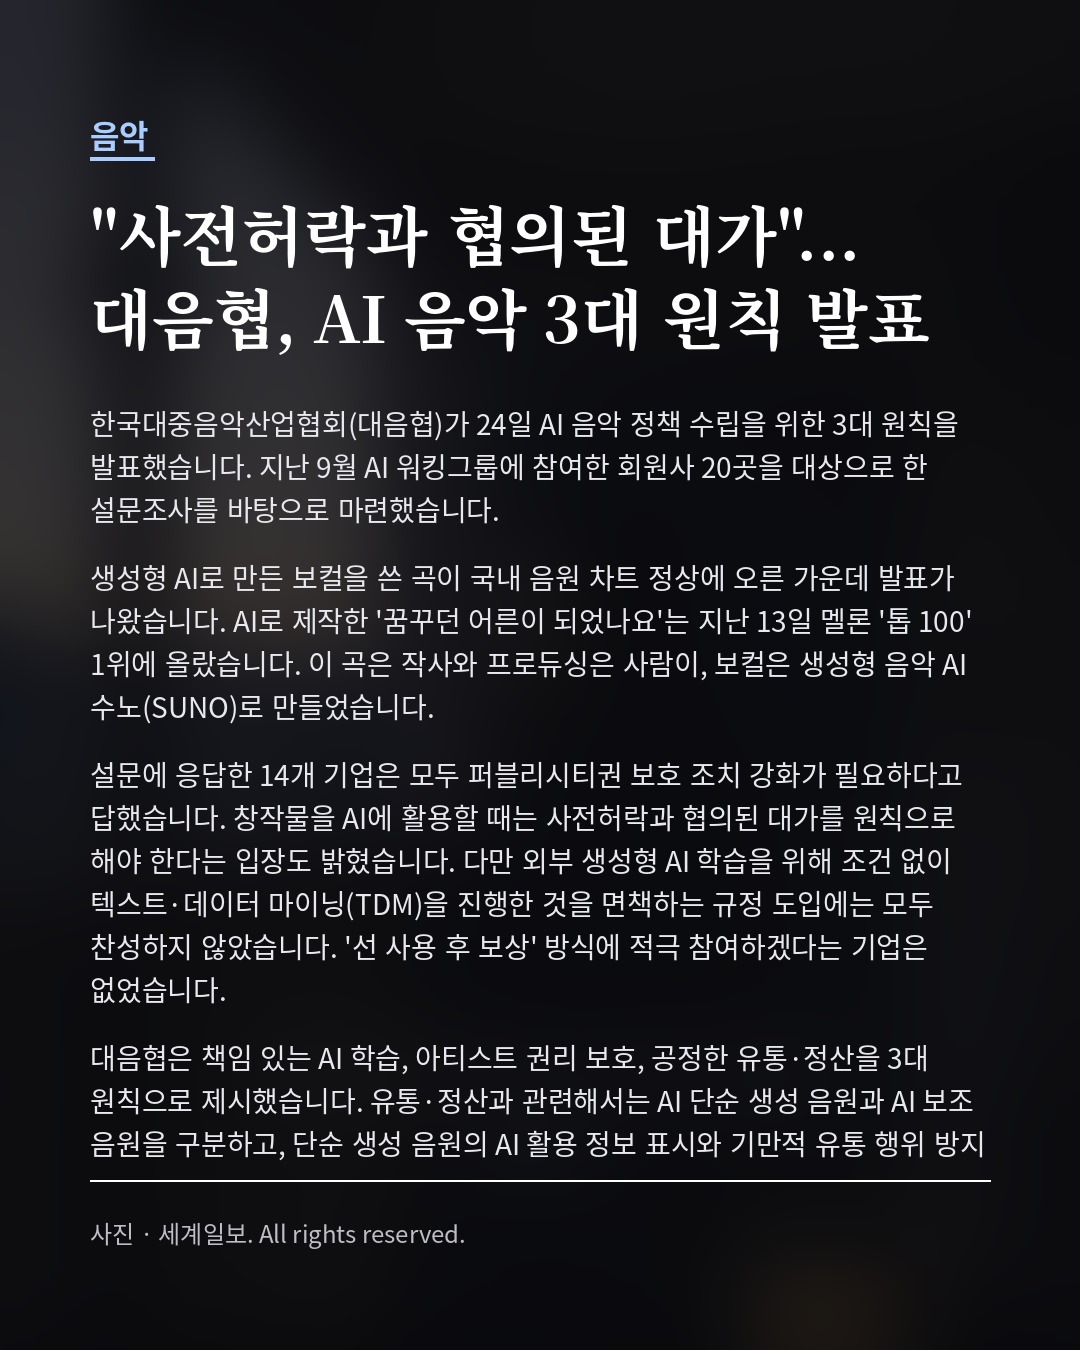 음악
"사전허락과 협의된 대가"...
대음협, AI 음악 3대 원칙 발표
한국대중음악산업협회(대음협)가 24일 AI 음악 정책 수립을 위한 3대 원칙을
발표했습니다. 지난 9월 AI 워킹그룹에 참여한 회원사 20곳을 대상으로 한
설문조사를 바탕으로 마련했습니다.
생성형 AI로 만든 보컬을 쓴 곡이 국내 음원 차트 정상에 오른 가운데 발표가
나왔습니다. AI로 제작한 '꿈꾸던 어른이 되었나요'는 지난 13일 멜론 '톱 100'
1위에 올랐습니다. 이 곡은 작사와 프로듀싱은 사람이, 보컬은 생성형 음악 AI
수노(SUNO)로 만들었습니다.
설문에 응답한 14개 기업은 모두 퍼블리시티권 보호 조치 강화가 필요하다고
답했습니다. 창작물을 AI에 활용할 때는 사전허락과 협의된 대가를 원칙으로
해야 한다는 입장도 밝혔습니다. 다만 외부 생성형 AI 학습을 위해 조건 없이
텍스트·데이터 마이닝(TDM)을 진행한 것을 면책하는 규정 도입에는 모두
찬성하지 않았습니다. '선 사용 후 보상' 방식에 적극 참여하겠다는 기업은
없었습니다.
대음협은 책임 있는 AI 학습, 아티스트 권리 보호, 공정한 유통·정산을 3대
원칙으로 제시했습니다. 유통·정산과 관련해서는 AI 단순 생성 음원과 AI 보조
음원을 구분하고, 단순 생성 음원의 AI 활용 정보 표시와 기만적 유통 행위 방지
사진 · 세계일보. All rights reserved.